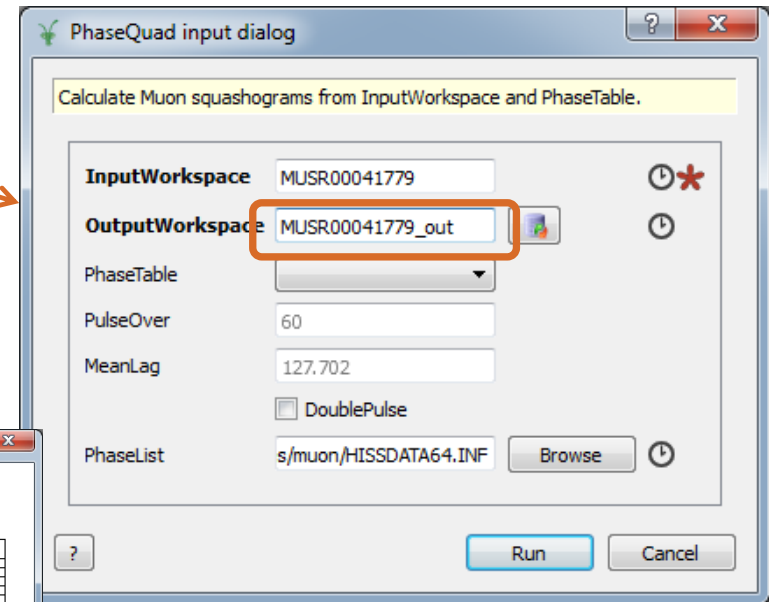 PhaseQuad input dialog
Calculate Muon squashograms from InputWorkspace and PhaseTable.
InputWorkspace MUSR00041779
OutputWorkspace MUSR00041779_out
PhaseTable
PulseOver 60
MeanLag 127.702
DoublePulse
PhaseList s/muon/HISSDATA64.INF Browse
? Run Cancel